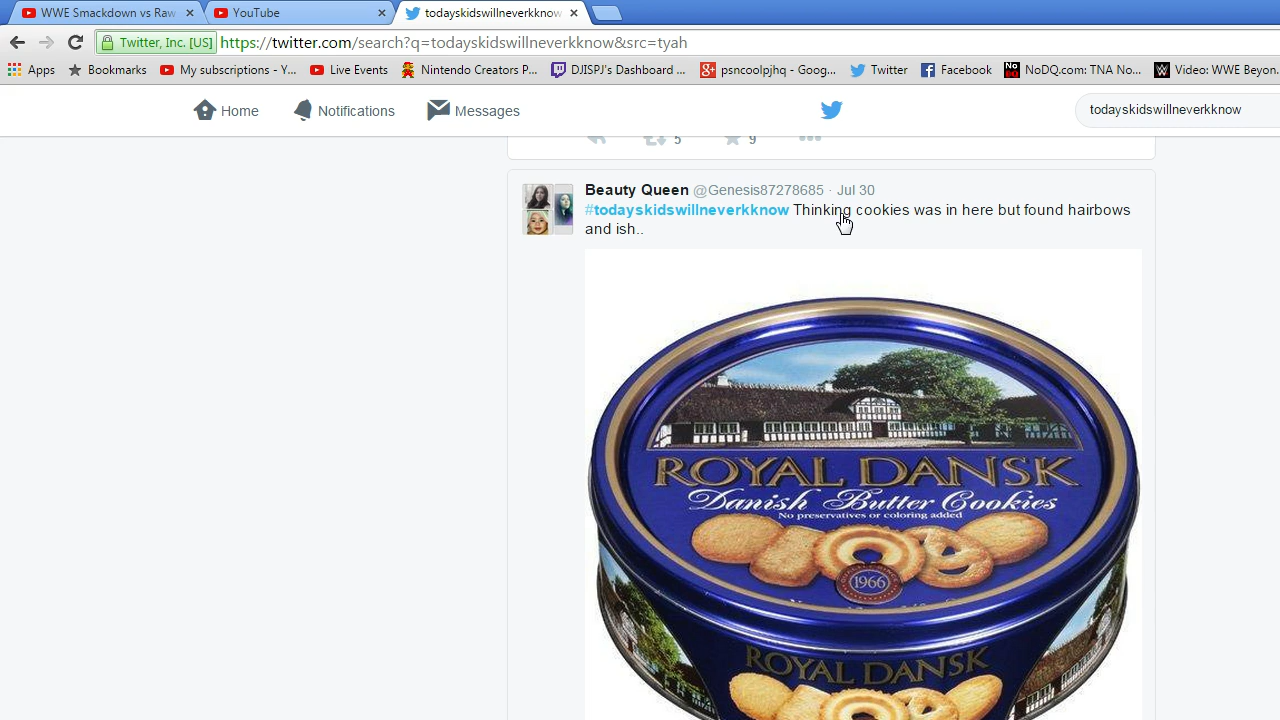 WWE Smackdown vs Raw
YouTube
todayskidswillneverkknow
Twitter, Inc. [US] https://twitter.com/search?q=todayskidswillneverkknow&src=tyah
Apps Bookmarks My subscriptions - Y... Live Events Nintendo Creators P... DJISPJ's Dashboard ... psncoolpjhq - Goog... Twitter Facebook NoDQ.com: TNA No... Video: WWE Beyon.
Home Notifications Messages todayskidswillneverkknow
5 9
Beauty Queen @Genesis87278685 · Jul 30
#todayskidswillneverkknow Thinking cookies was in here but found hairbows
and ish..
ROYAL DANSK
Danish Butter Cookies
No preservatives or coloring added
1966
ROYAL DANSK